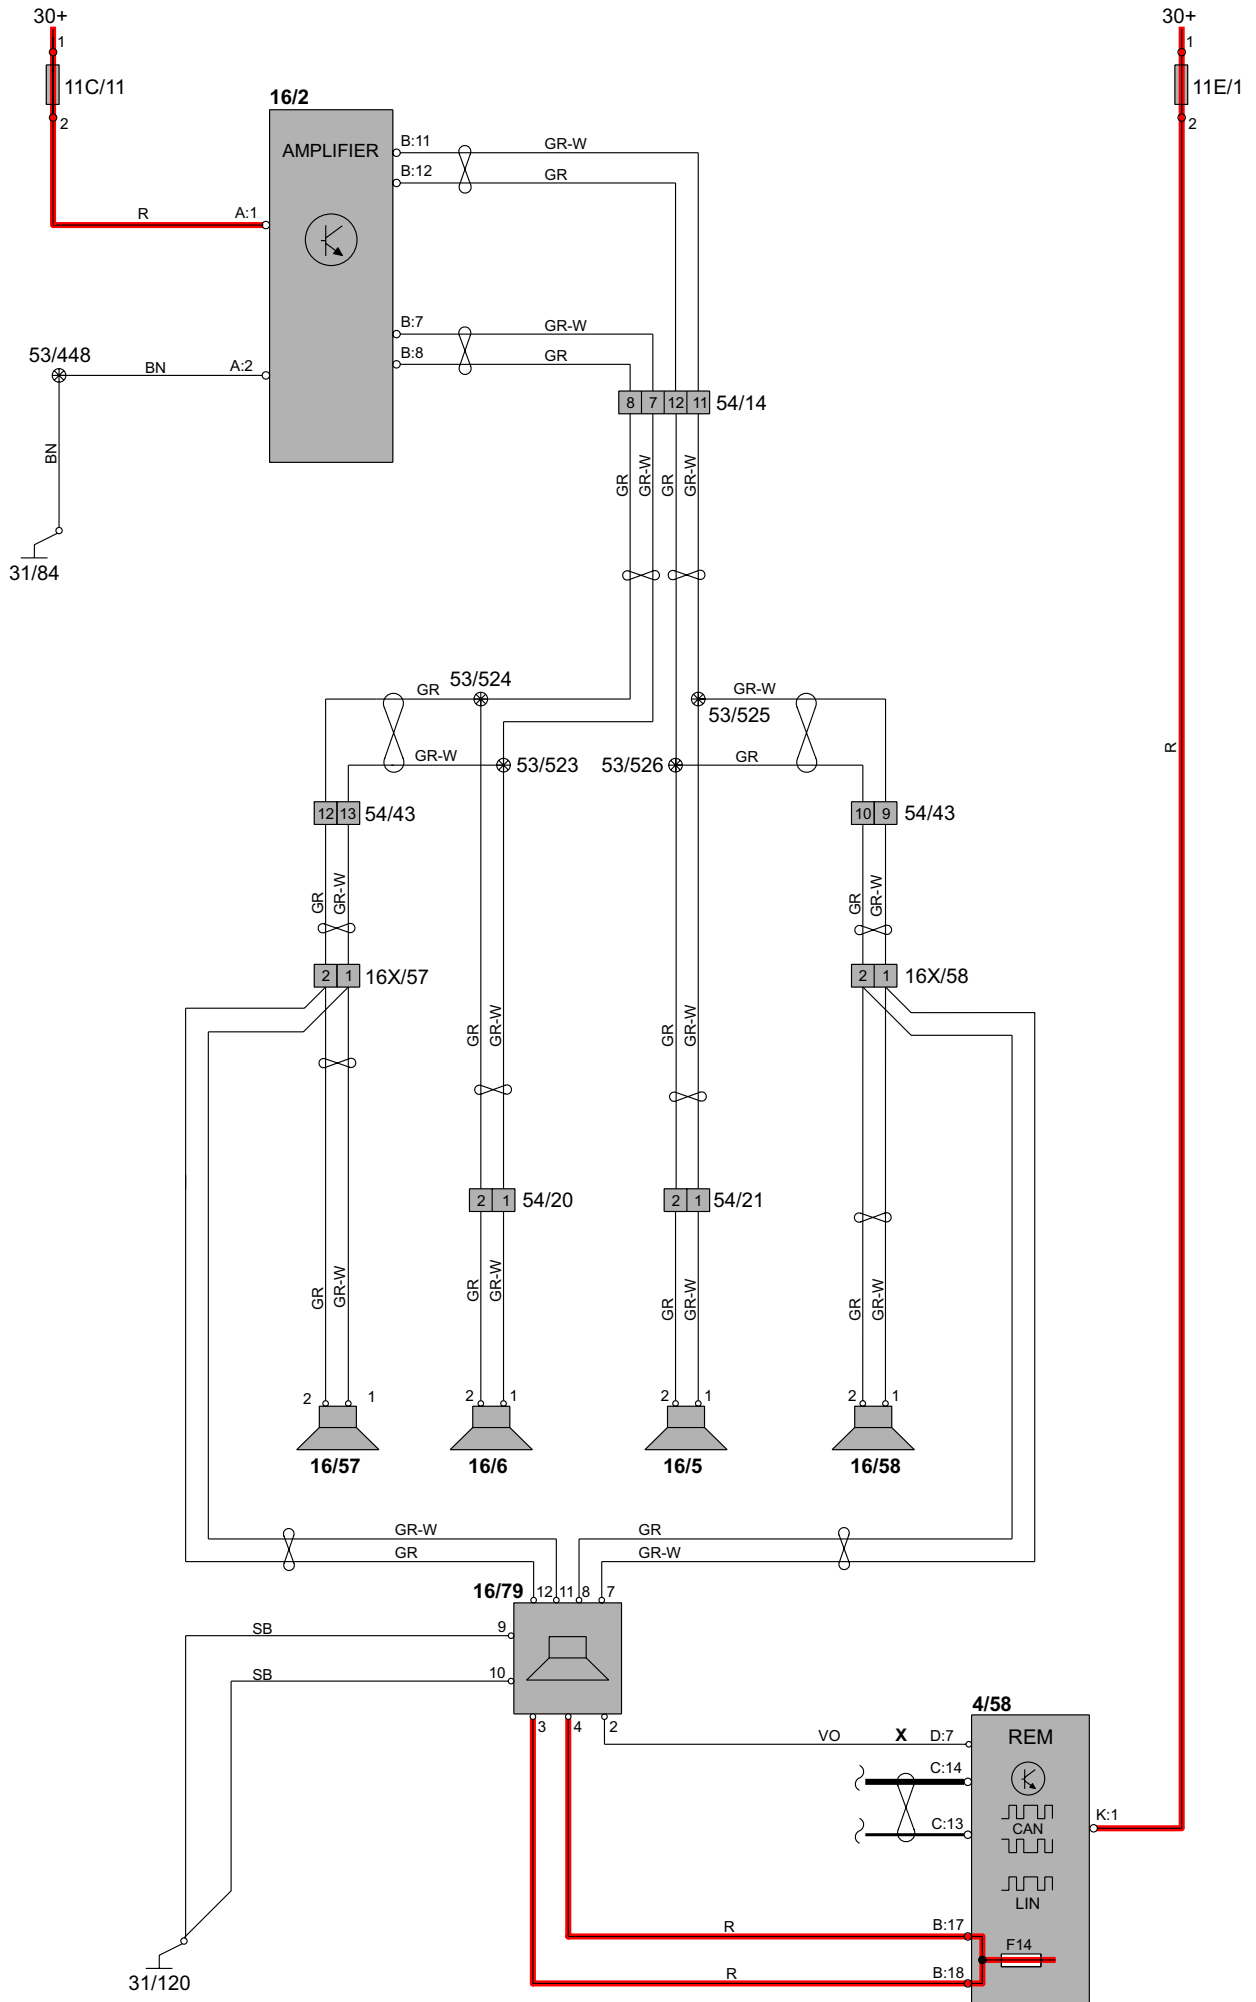 30+
30+
1
1
11C/11
11E/1
2
2
16/2
AMPLIFIER
B:11
GR-W
B:12
GR
R
A:1
B:7
GR-W
B:8
GR
53/448
BN
A:2
BN
31/84
8 7 12 11 54/14
GR
GR-W
GR
GR-W
53/524
GR
GR-W
53/525
GR-W
53/523
53/526
GR
R
12 13 54/43
10 9 54/43
GR
GR-W
GR
GR-W
2 1 16X/57
2 1 16X/58
GR
GR-W
GR
GR-W
2 1 54/20
2 1 54/21
GR
GR-W
GR
GR-W
GR
GR-W
GR
GR-W
2 1
2 1
2 1
2 1
16/57
16/6
16/5
16/58
GR-W
GR
GR
GR-W
16/79
12 11 8 7
SB
9
SB
10
3 4 2
4/58
VO
X
D:7
REM
C:14
K:1
C:13
CAN
LIN
R
B:17
F14
R
B:18
31/120